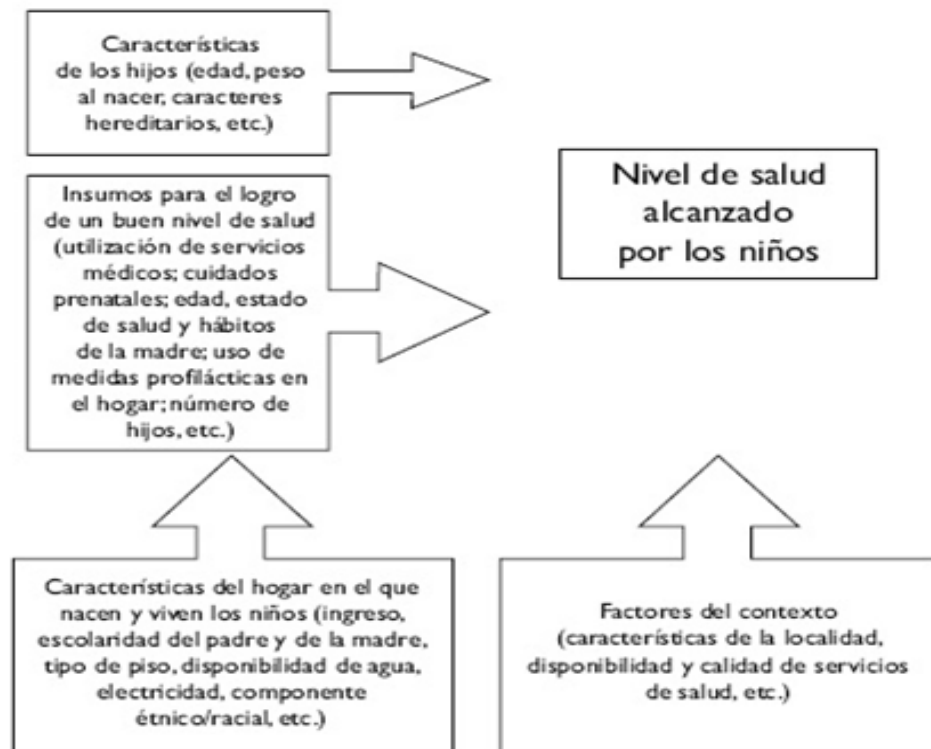 Características
de los hijos (edad, peso
al nacer, caracteres
hereditarios, etc.)
Insumos para el logro
de un buen nivel de salud
(utilización de servicios
médicos; cuidados
prenatales; edad, estado
de salud y hábitos
de la madre; uso de
medidas profilácticas en
el hogar; número de
hijos, etc.)
Nivel de salud
alcanzado
por los niños
Características del hogar en el que
nacen y viven los niños (ingreso,
escolaridad del padre y de la madre,
tipo de piso, disponibilidad de agua,
electricidad, componente
étnico/racial, etc.)
Factores del contexto
(características de la localidad,
disponibilidad y calidad de servicios
de salud, etc.)